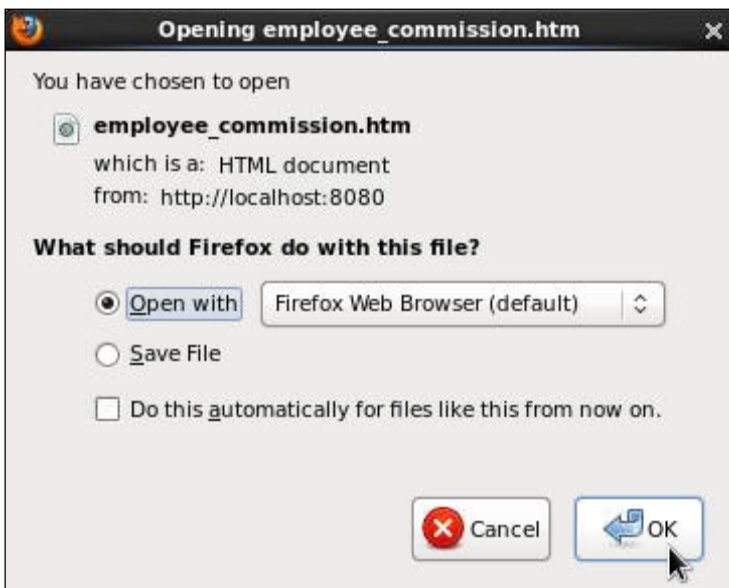 Opening employee_commission.htm
You have chosen to open
employee_commission.htm
which is a: HTML document
from: http://localhost:8080
What should Firefox do with this file?
Open with Firefox Web Browser (default)
Save File
Do this automatically for files like this from now on.
Cancel OK